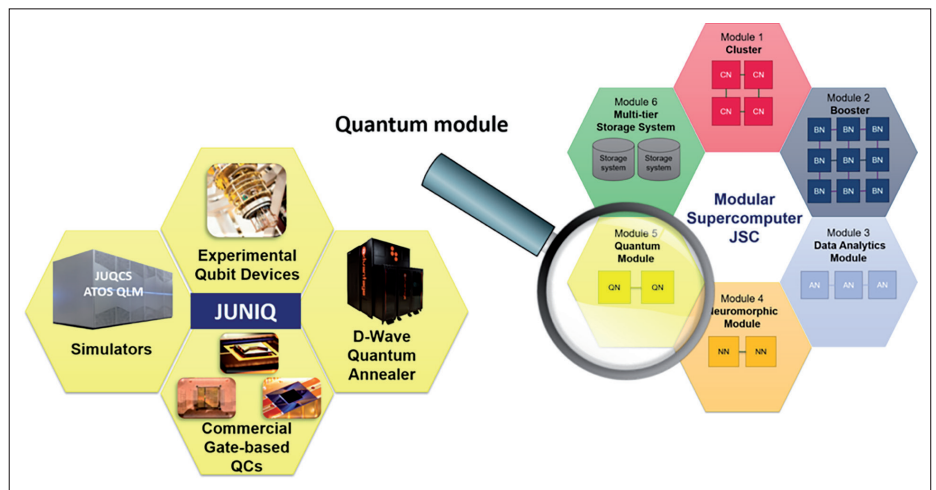 Quantum module
Experimental
Qubit Devices
JUQCS
ATOS QLM
Simulators
JUNIQ
D-Wave
Quantum
Annealer
Commercial
Gate-based
QCs
Module 1
Cluster
CN
CN
CN
CN
Module 2
Booster
BN
BN
BN
BN
BN
BN
BN
BN
BN
Module 6
Multi-tier
Storage System
Storage
system
Storage
system
Modular
Supercomputer
JSC
Module 3
Data Analytics
Module
AN
AN
AN
Module 5
Quantum
Module
QN
QN
Module 4
Neuromorphic
Module
NN
NN